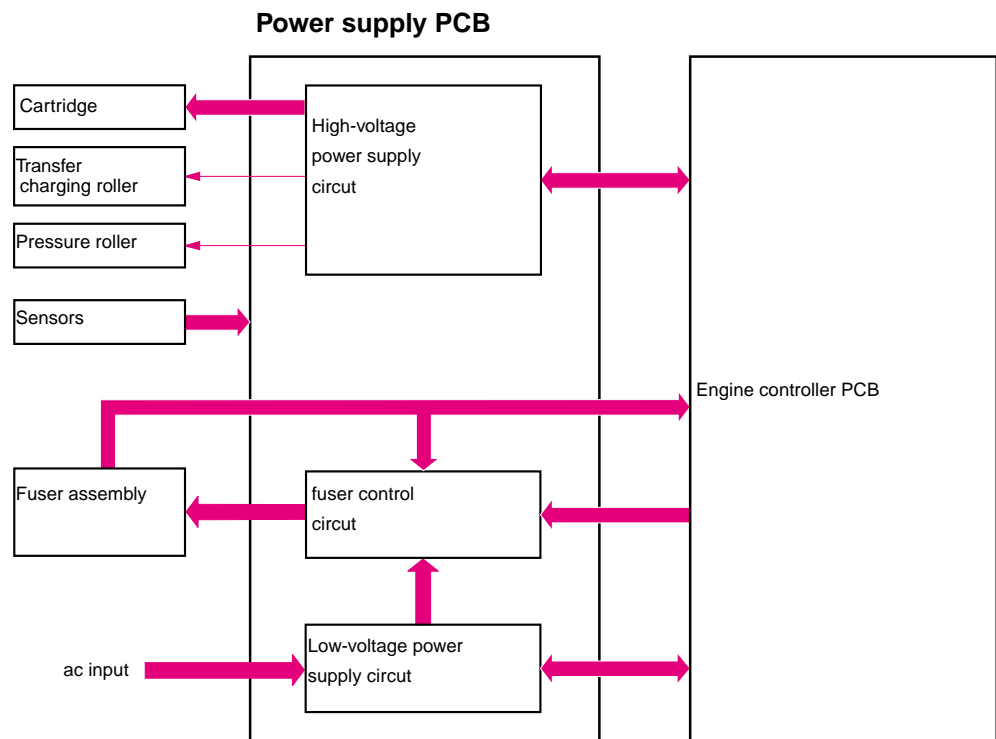 Power supply PCB
Cartridge
High-voltage
power supply
circut
Transfer
charging roller
Pressure roller
Sensors
Engine controller PCB
Fuser assembly
fuser control
circut
Low-voltage power
supply circut
ac input